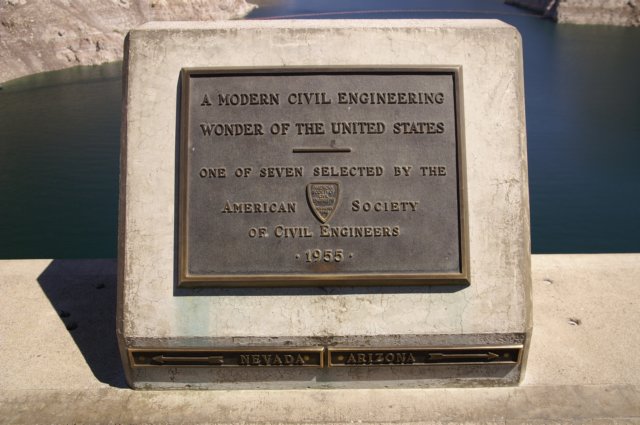 A MODERN CIVIL ENGINEERING
WONDER OF THE UNITED STATES
ONE OF SEVEN SELECTED BY THE
AMERICAN SOCIETY
OF CIVIL ENGINEERS
· 1955 ·
NEVADA ARIZONA